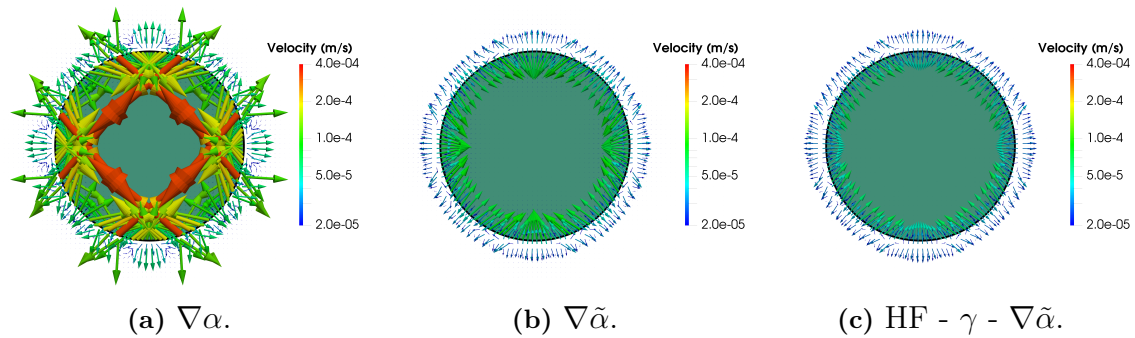 Velocity (m/s)
4.0e-04
2.0e-4
1.0e-4
5.0e-5
2.0e-05
(a) ∇α.
Velocity (m/s)
4.0e-04
2.0e-4
1.0e-4
5.0e-5
2.0e-05
(b) ∇α̃.
Velocity (m/s)
4.0e-04
2.0e-4
1.0e-4
5.0e-5
2.0e-05
(c) HF - γ - ∇α̃.